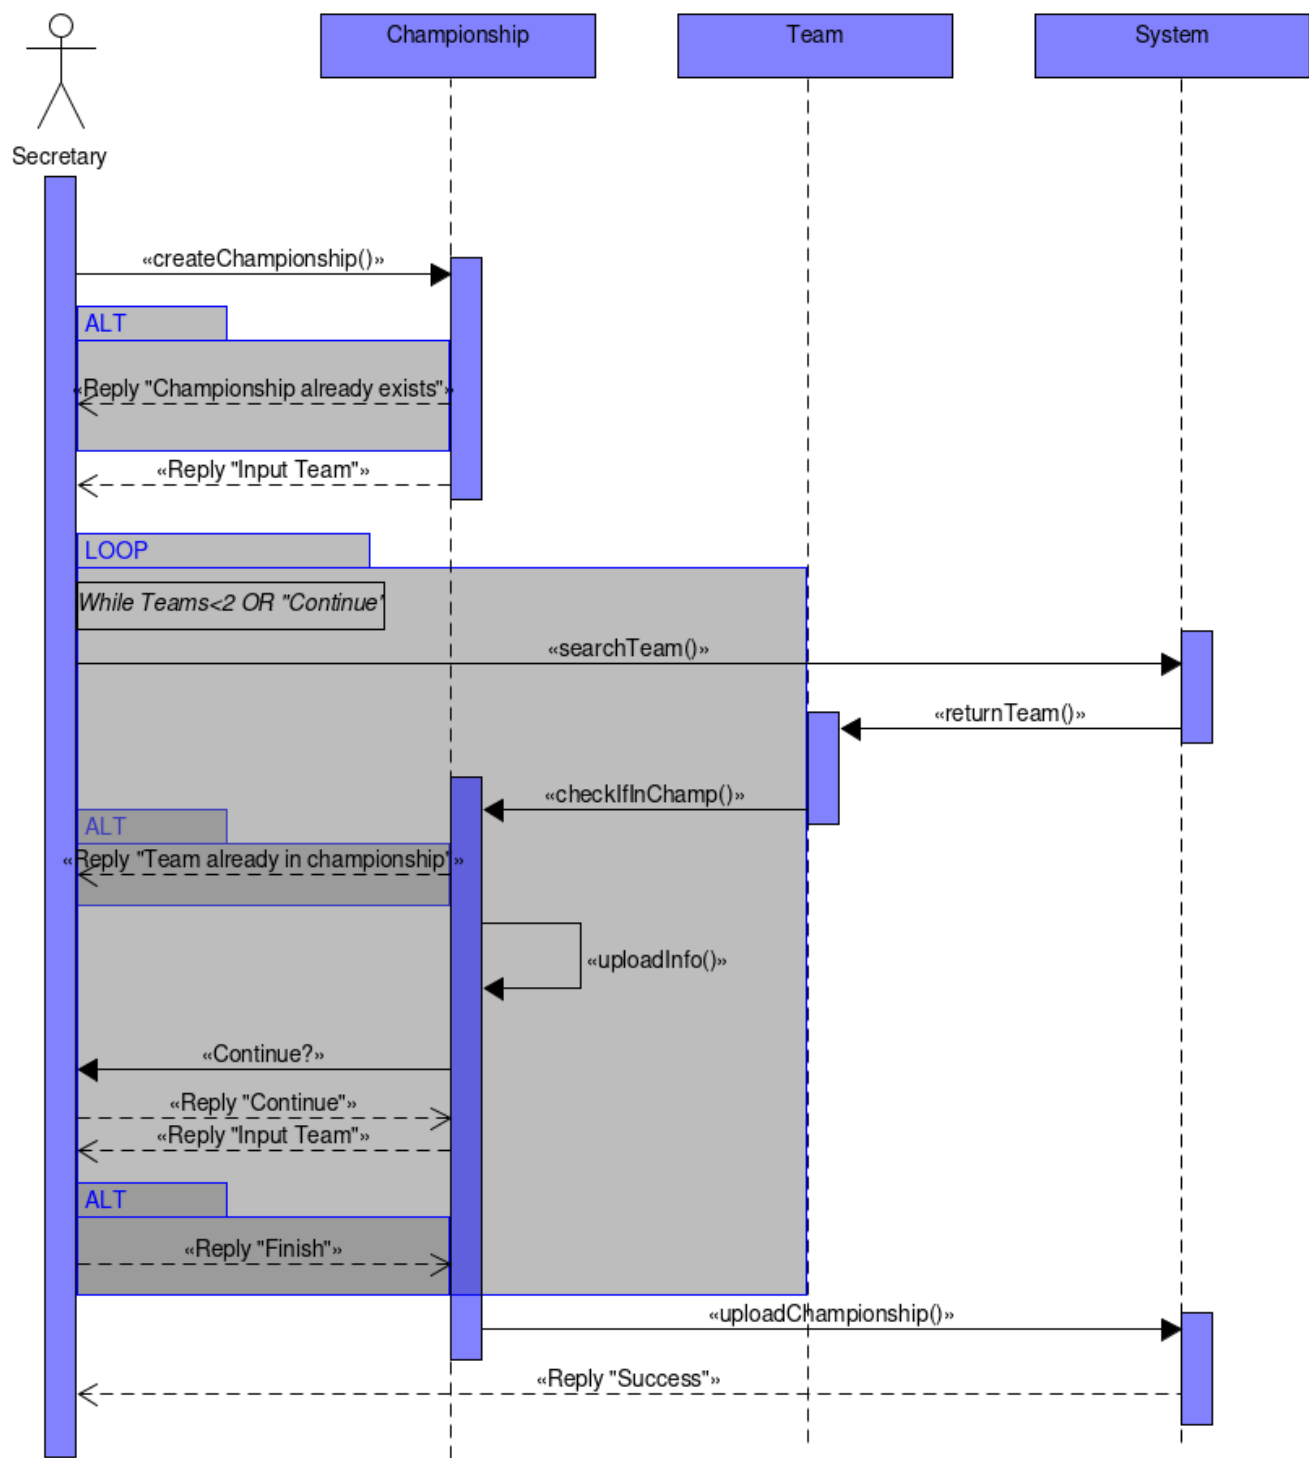 Championship
Team
System
Secretary
«createChampionship()»
ALT
«Reply "Championship already exists"»
«Reply "Input Team"»
LOOP
While Teams<2 OR "Continue"
«searchTeam()»
«returnTeam()»
«checkIfInChamp()»
ALT
«Reply "Team already in championship"»
«uploadInfo()»
«Continue?»
«Reply "Continue"»
«Reply "Input Team"»
ALT
«Reply "Finish"»
«uploadChampionship()»
«Reply "Success"»